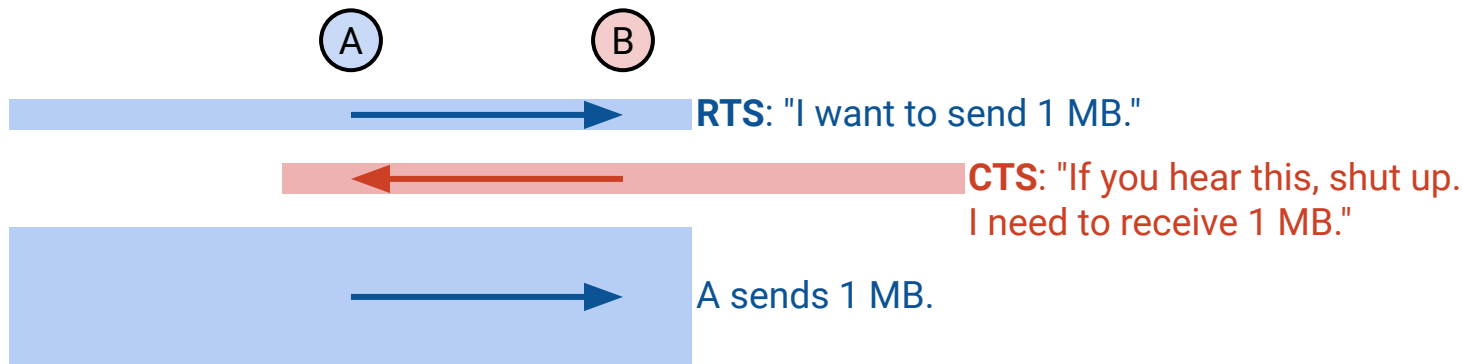 A
B
RTS: "I want to send 1 MB."
CTS: "If you hear this, shut up.
I need to receive 1 MB."
A sends 1 MB.